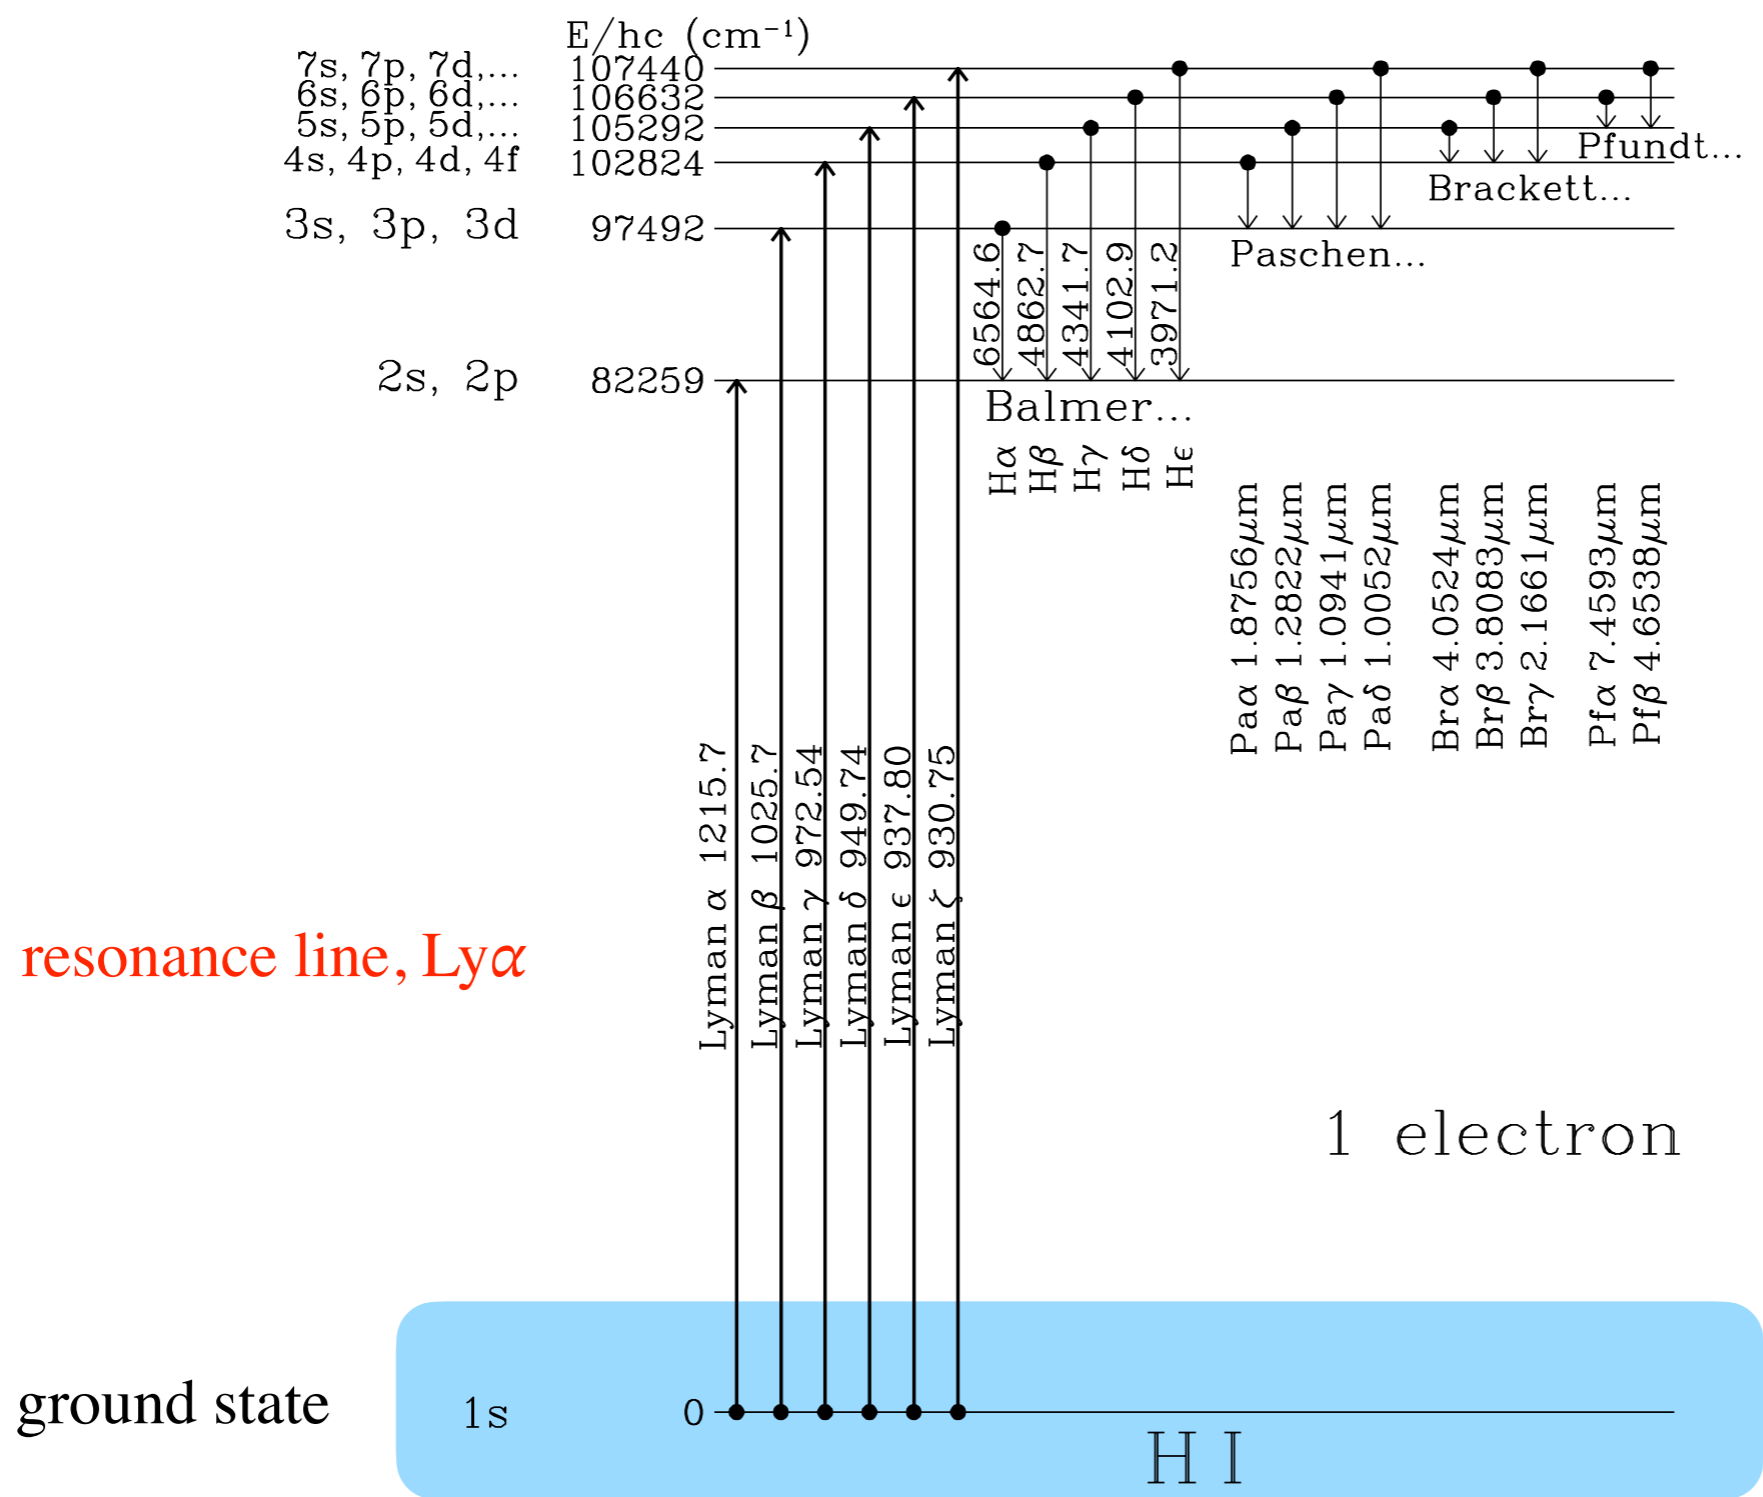 E/hc (cm⁻¹)
7s, 7p, 7d,... 107440
6s, 6p, 6d,... 106632
5s, 5p, 5d,... 105292
4s, 4p, 4d, 4f 102824
3s, 3p, 3d 97492
2s, 2p 82259
Pfundt...
Brackett...
Paschen...
6564.6
4862.7
4341.7
4102.9
3971.2
Balmer...
Hα
Hβ
Hγ
Hδ
Hϵ
Paα 1.8756μm
Paβ 1.2822μm
Paγ 1.0941μm
Paδ 1.0052μm
Brα 4.0524μm
Brβ 3.8083μm
Brγ 2.1661μm
Pfα 7.4593μm
Pfβ 4.6538μm
Lyman α 1215.7
Lyman β 1025.7
Lyman γ 972.54
Lyman δ 949.74
Lyman ϵ 937.80
Lyman ζ 930.75
resonance line, Lyα
1 electron
ground state 1s 0
H I